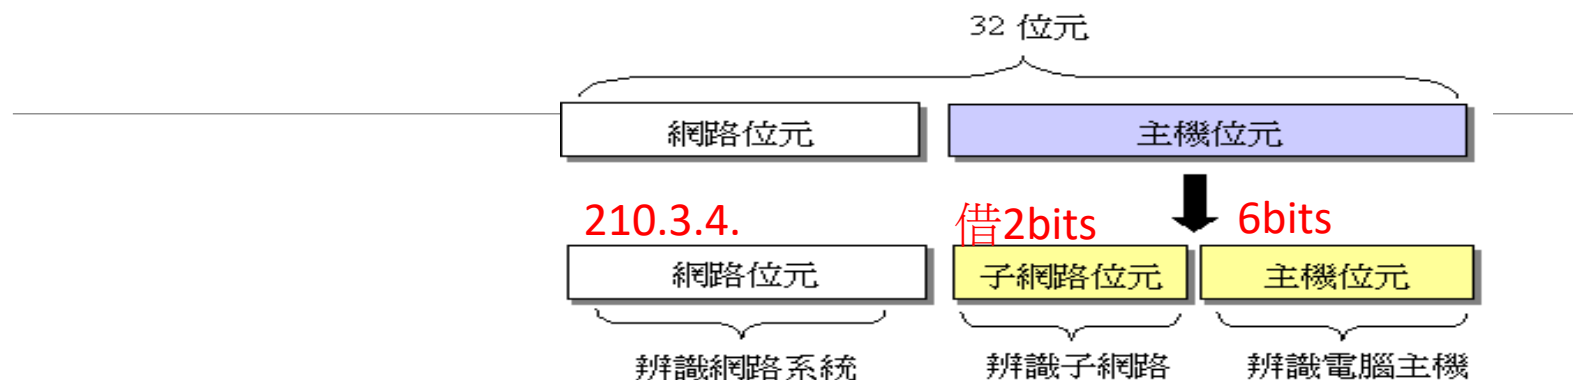 32 位元
網路位元 主機位元
210.3.4. 借2bits 6bits
網路位元 子網路位元 主機位元
辨識網路系統 辨識子網路 辨識電腦主機